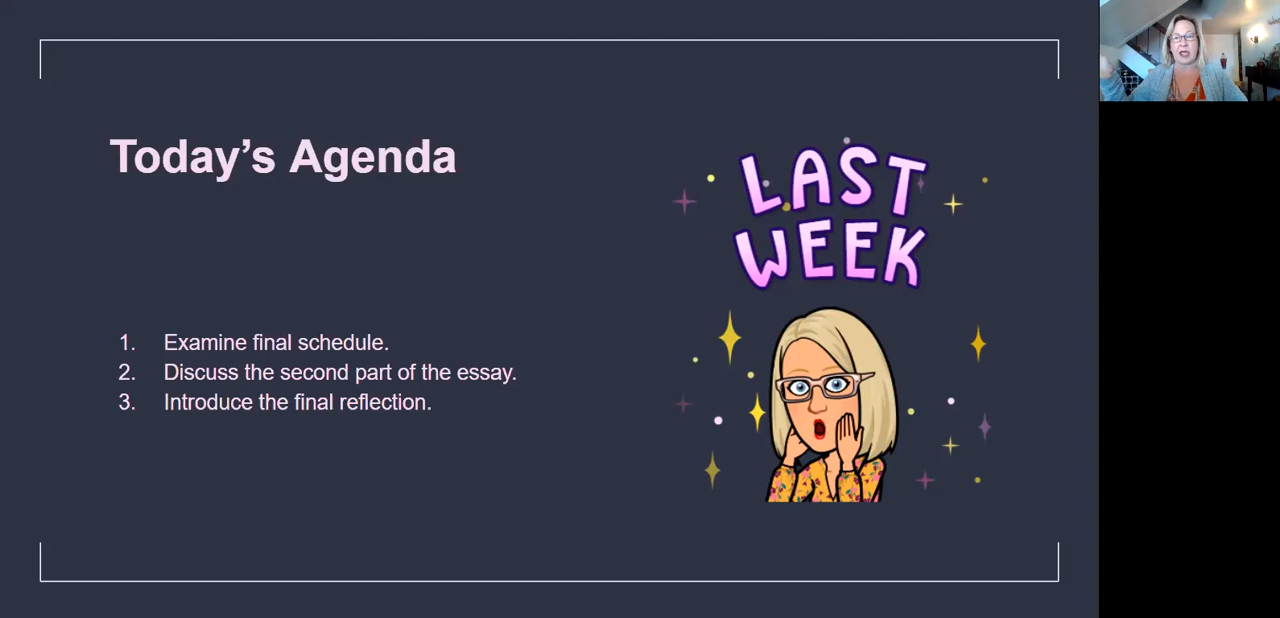 Today’s Agenda
LAST
WEEK
1. Examine final schedule.
2. Discuss the second part of the essay.
3. Introduce the final reflection.